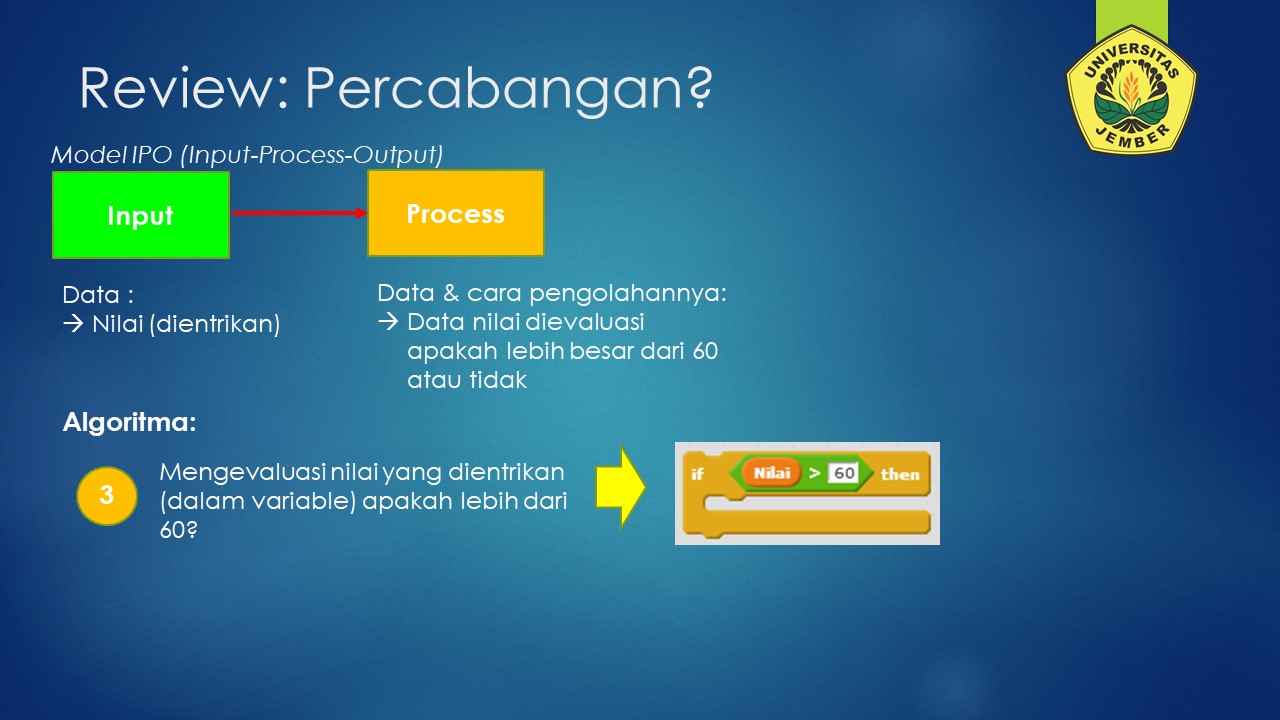 Review: Percabangan?
UNIVERSITAS
JEMBER
Model IPO (Input-Process-Output)
Input
Process
Data :
→ Nilai (dientrikan)
Data & cara pengolahannya:
→ Data nilai dievaluasi
apakah lebih besar dari 60
atau tidak
Algoritma:
3
Mengevaluasi nilai yang dientrikan
(dalam variable) apakah lebih dari
60?
if Nilai > 60 then